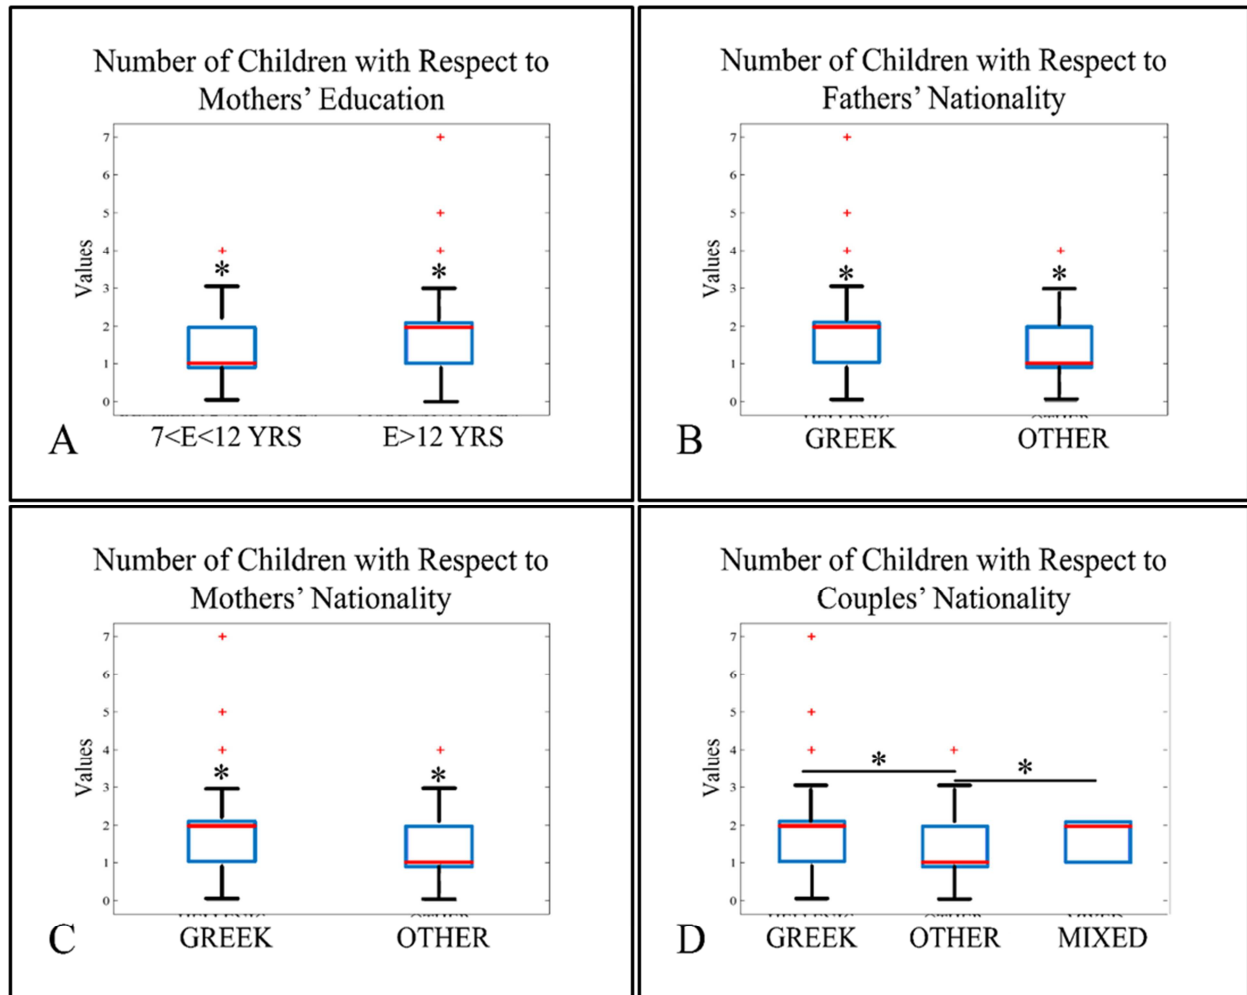 Number of Children with Respect to
Mothers’ Education
7
6
5
4
3
2
1
0
Values
*
*
7<E<12 YRS
E>12 YRS
A
Number of Children with Respect to
Fathers’ Nationality
7
6
5
4
3
2
1
0
Values
*
*
GREEK
OTHER
B
Number of Children with Respect to
Mothers’ Nationality
7
6
5
4
3
2
1
0
Values
*
*
GREEK
OTHER
C
Number of Children with Respect to
Couples’ Nationality
7
6
5
4
3
2
1
0
Values
*
*
GREEK
OTHER
MIXED
D